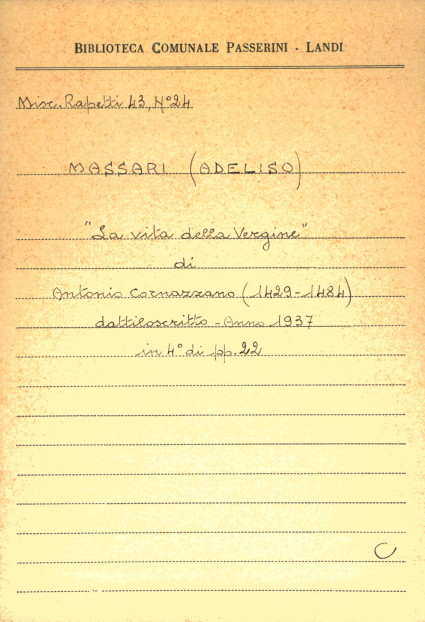 BIBLIOTECA COMUNALE PASSERINI - LANDI
Misc. Rapetti 43, N° 24
MASSARI (ADELISO)
"La vita della Vergine"
di
Antonio Cornazzano (1429-1484)
dattiloscritto - Anno 1937
in 4° di pp. 22
C